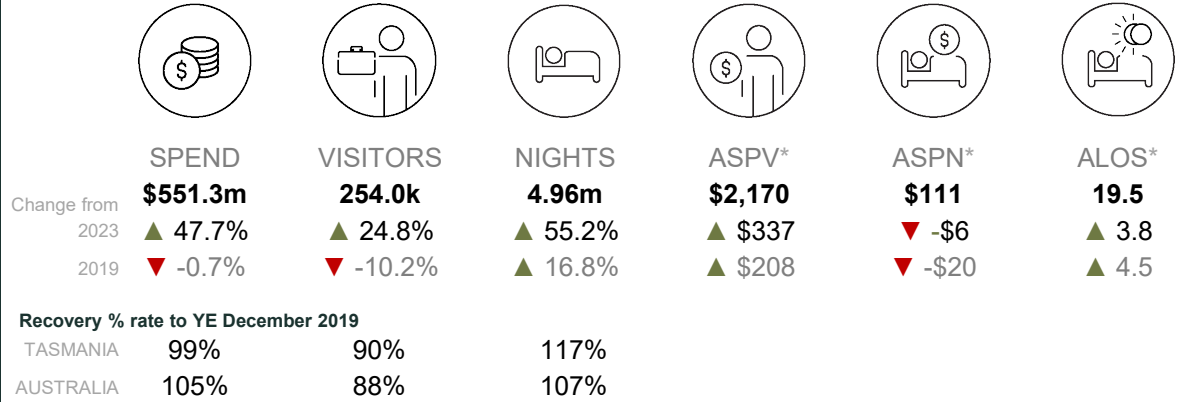 $ $ $ $
SPEND VISITORS NIGHTS ASPV* ASPN* ALOS*
$551.3m 254.0k 4.96m $2,170 $111 19.5
Change from
2023 ▲ 47.7% ▲ 24.8% ▲ 55.2% ▲ $337 ▼ -$6 ▲ 3.8
2019 ▼ -0.7% ▼ -10.2% ▲ 16.8% ▲ $208 ▼ -$20 ▲ 4.5
Recovery % rate to YE December 2019
TASMANIA 99% 90% 117%
AUSTRALIA 105% 88% 107%